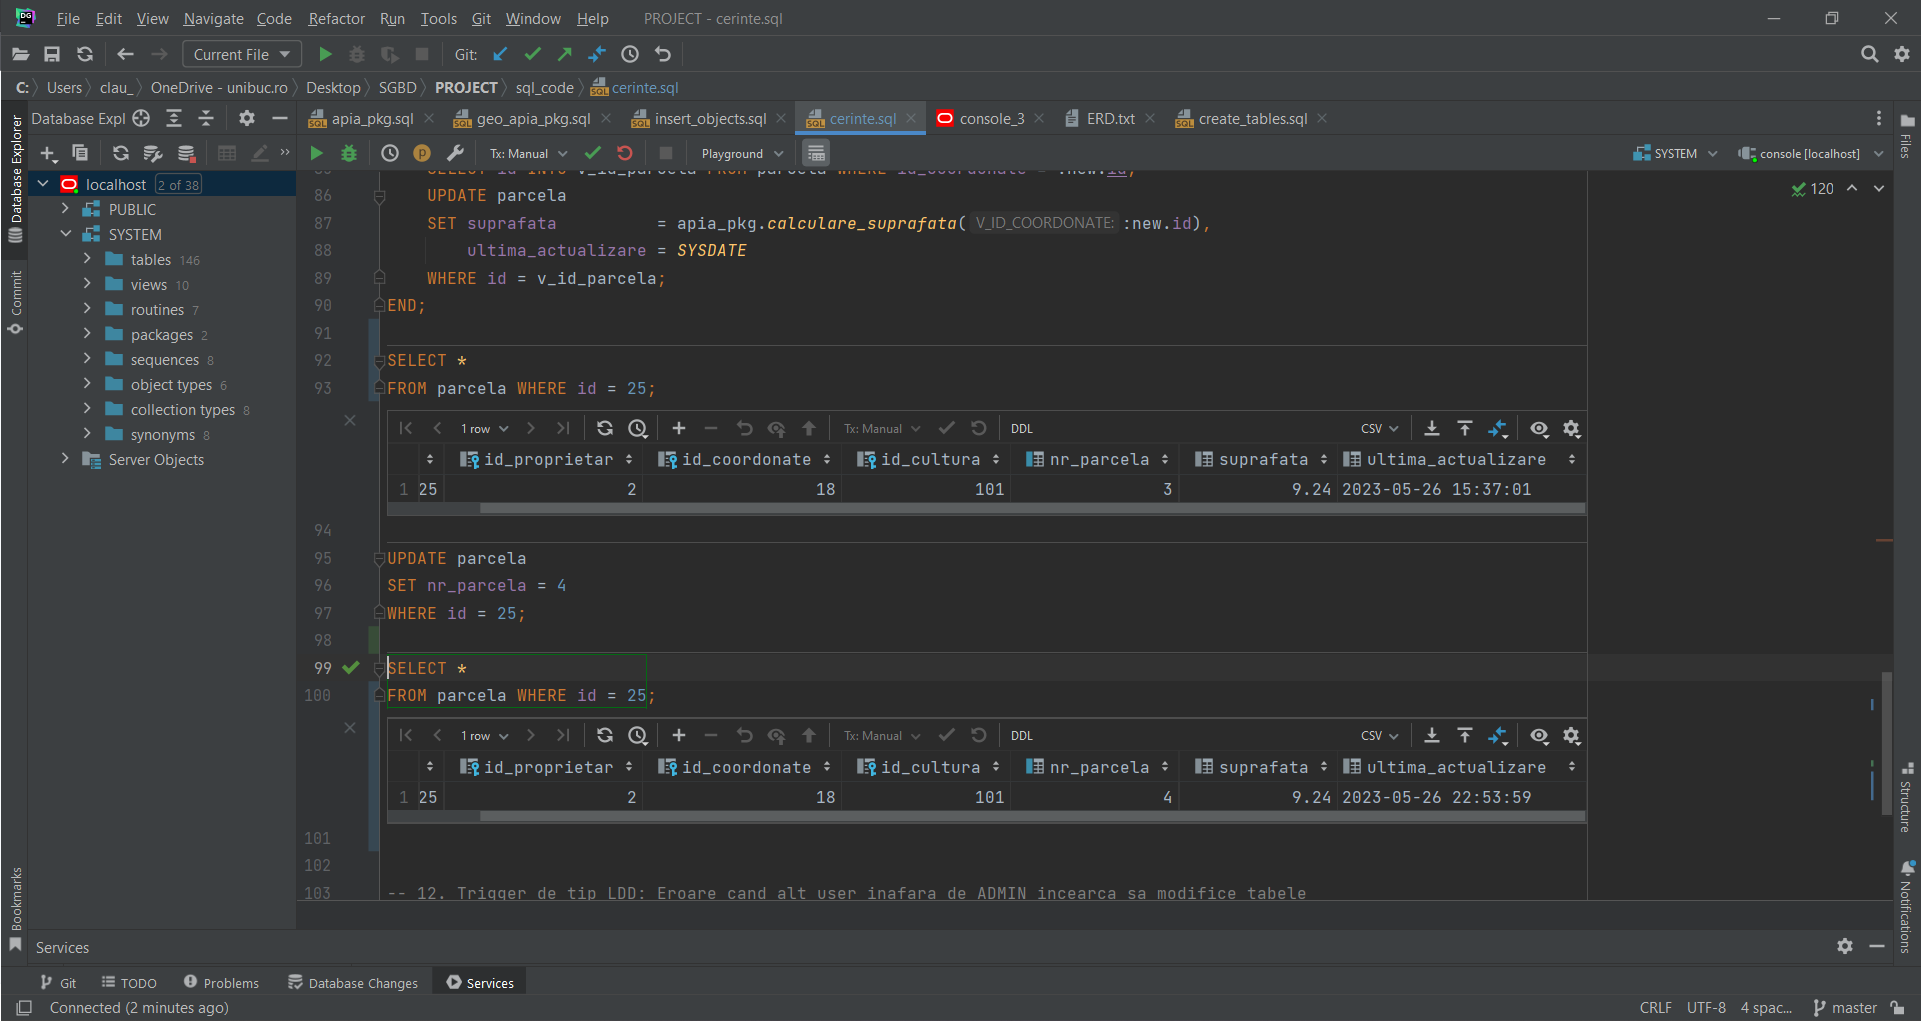 DG
File Edit View Navigate Code Refactor Run Tools Git Window Help PROJECT - cerinte.sql
Current File Git:
C: Users clau_ OneDrive - unibuc.ro Desktop SGBD PROJECT sql_code cerinte.sql
Database Expl apia_pkg.sql geo_apia_pkg.sql insert_objects.sql cerinte.sql console_3 ERD.txt create_tables.sql
Tx: Manual Playground SYSTEM console [localhost]
Database Explorer
Commit
Bookmarks
Files
Structure
Notifications
localhost 2 of 38
PUBLIC
SYSTEM
tables 146
views 10
routines 7
packages 2
sequences 8
object types 6
collection types 8
synonyms 8
Server Objects
120
SELECT id INTO v_id_parcela FROM parcela WHERE id_coordonate = :new.id;
86 UPDATE parcela
87 SET suprafata = apia_pkg.calculare_suprafata( V_ID_COORDONATE: :new.id),
88 ultima_actualizare = SYSDATE
89 WHERE id = v_id_parcela;
90 END;
91
92 SELECT *
93 FROM parcela WHERE id = 25;
1 row Tx: Manual DDL CSV
id_proprietar id_coordonate id_cultura nr_parcela suprafata ultima_actualizare
1 25 2 18 101 3 9.24 2023-05-26 15:37:01
94
95 UPDATE parcela
96 SET nr_parcela = 4
97 WHERE id = 25;
98
99 SELECT *
100 FROM parcela WHERE id = 25;
1 row Tx: Manual DDL CSV
id_proprietar id_coordonate id_cultura nr_parcela suprafata ultima_actualizare
1 25 2 18 101 4 9.24 2023-05-26 22:53:59
101
102
103 -- 12. Trigger de tip LDD: Eroare cand alt user inafara de ADMIN incearca sa modifice tabele
Services
Git TODO Problems Database Changes Services
Connected (2 minutes ago) CRLF UTF-8 4 spac... master